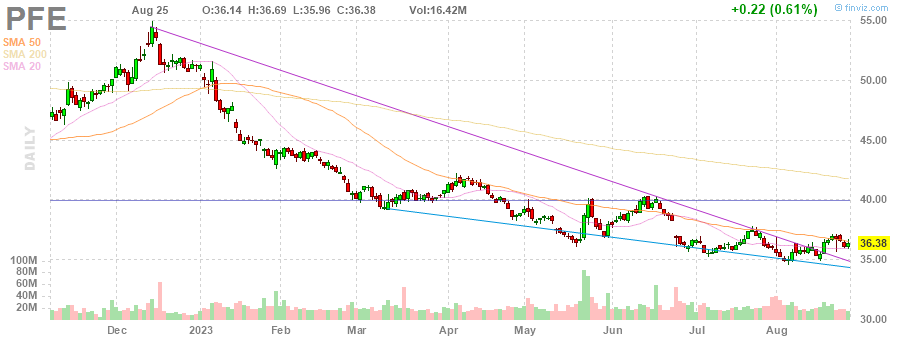 PFE
Aug 25 O:36.14 H:36.69 L:35.96 C:36.38 Vol:16.42M +0.22 (0.61%) @ finviz.com
SMA 50
SMA 200
SMA 20
DAILY
55.00
50.00
45.00
40.00
36.38
35.00
30.00
100M
80M
60M
40M
20M
Dec 2023 Feb Mar Apr May Jun Jul Aug